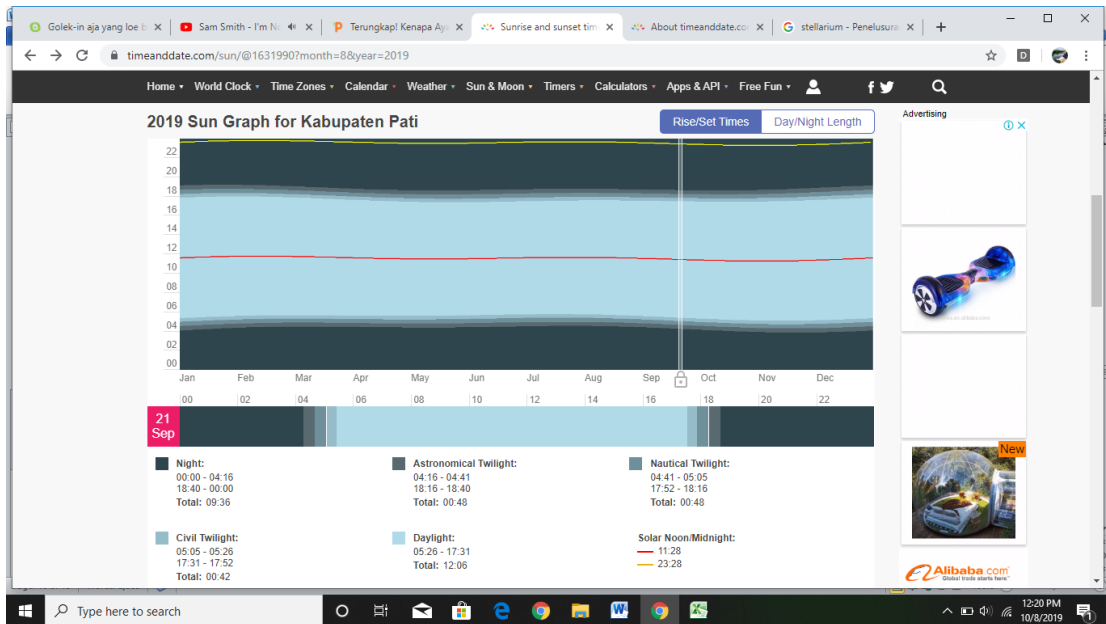 Golek-in aja yang loe b
Sam Smith - I'm No
Terungkap! Kenapa Aya
Sunrise and sunset tim
About timeanddate.co
stellarium - Penelusura
timeanddate.com/sun/@1631990?month=8&year=2019
D
Home World Clock Time Zones Calendar Weather Sun & Moon Timers Calculators Apps & API Free Fun
2019 Sun Graph for Kabupaten Pati
Rise/Set Times Day/Night Length
Advertising
22
20
18
16
14
12
10
08
06
04
02
00
Jan Feb Mar Apr May Jun Jul Aug Sep Oct Nov Dec
00 02 04 06 08 10 12 14 16 18 20 22
21
Sep
Night:
00:00 - 04:16
18:40 - 00:00
Total: 09:36
Astronomical Twilight:
04:16 - 04:41
18:16 - 18:40
Total: 00:48
Nautical Twilight:
04:41 - 05:05
17:52 - 18:16
Total: 00:48
Civil Twilight:
05:05 - 05:26
17:31 - 17:52
Total: 00:42
Daylight:
05:26 - 17:31
Total: 12:06
Solar Noon/Midnight:
11:28
23:28
New
Alibaba.com
Global trade starts here
Type here to search
12:20 PM
10/8/2019